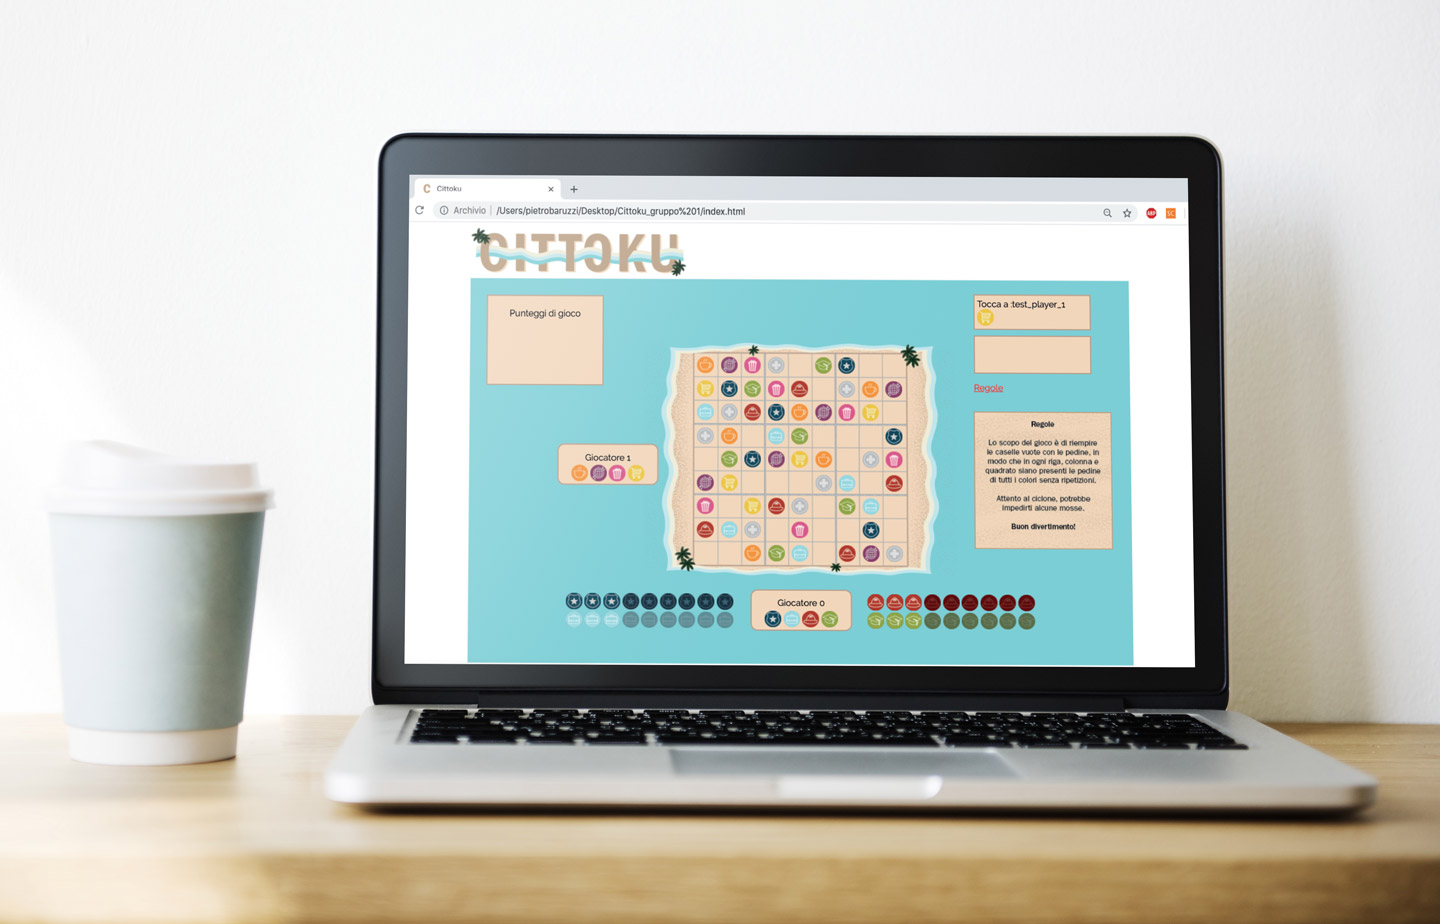 Cittoku
Archivio
/Users/pietrobaruzzi/Desktop/Cittoku_gruppo%201/index.html
ABP
SC
CITTOKU
Punteggi di gioco
Tocca a :test_player_1
Regole
Giocatore 1
Regole
Lo scopo del gioco è di riempire
le caselle vuote con le pedine, in
modo che in ogni riga, colonna e
quadrato siano presenti le pedine
di tutti i colori senza ripetizioni.
Attento al ciclone, potrebbe
impedirti alcune mosse.
Buon divertimento!
Giocatore 0